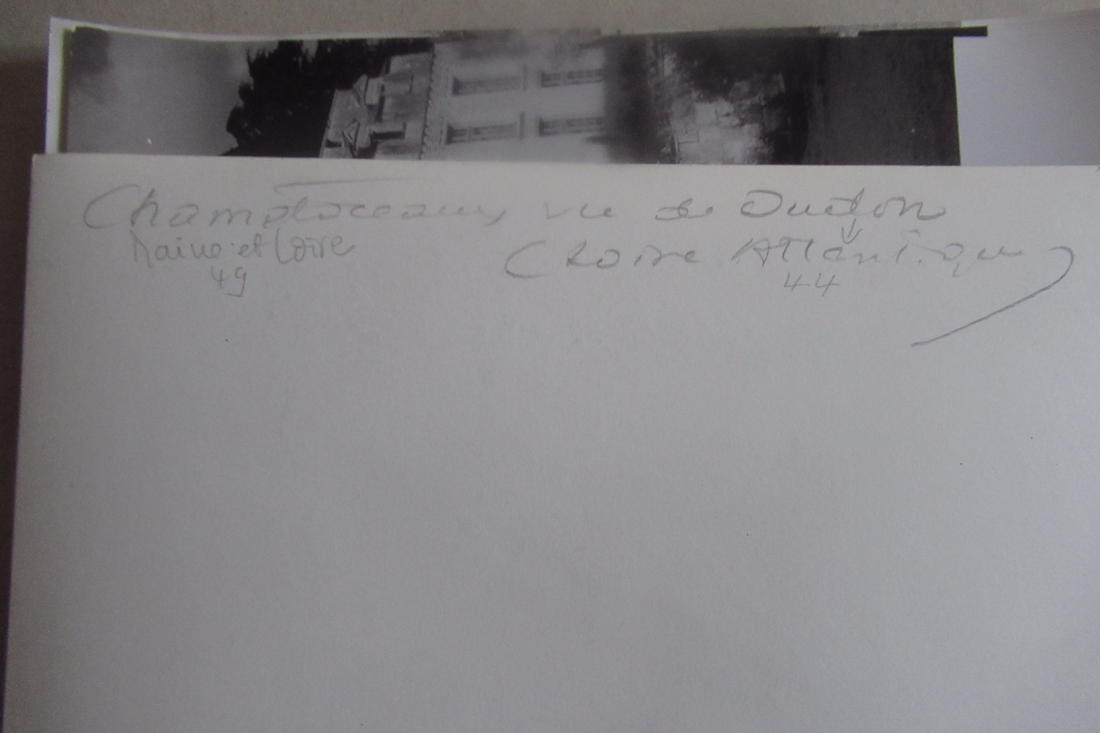 Champtoceaux, vue de Oudon
Maine et Loire
(Loire Atlantique)
49
44